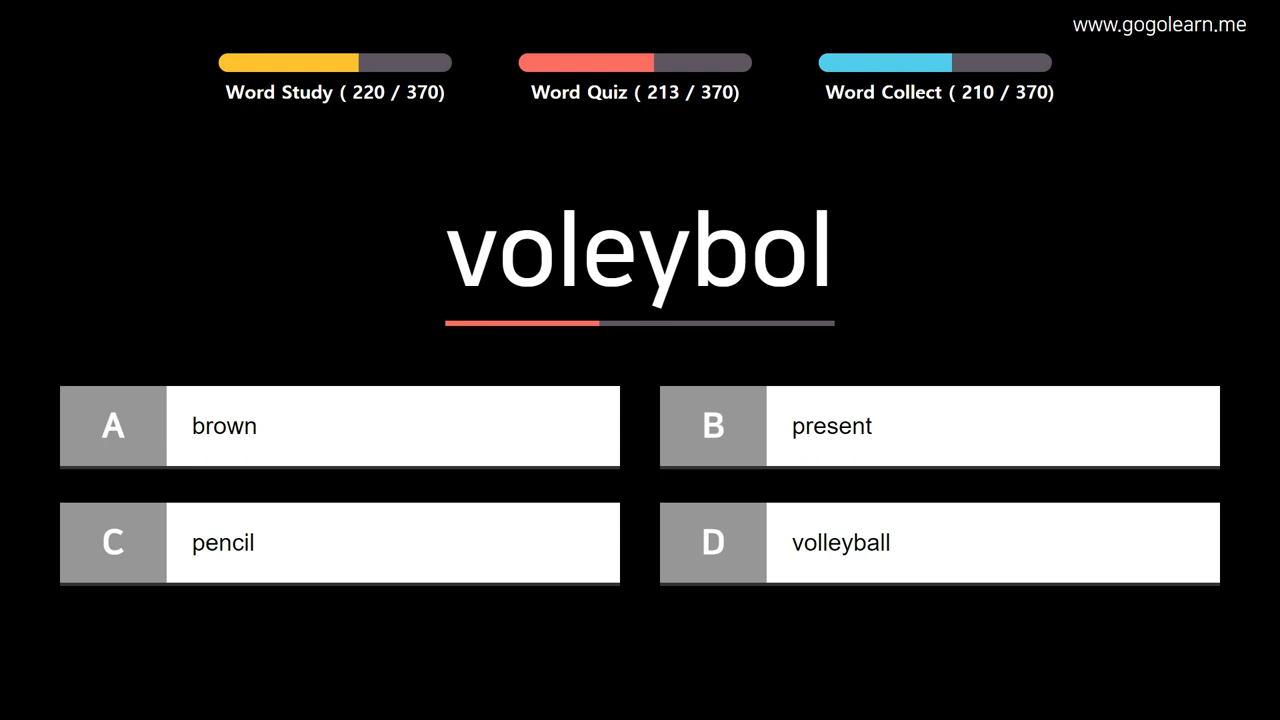 www.gogolearn.me
Word Study ( 220 / 370)
Word Quiz ( 213 / 370)
Word Collect ( 210 / 370)
voleybol
A brown
B present
C pencil
D volleyball